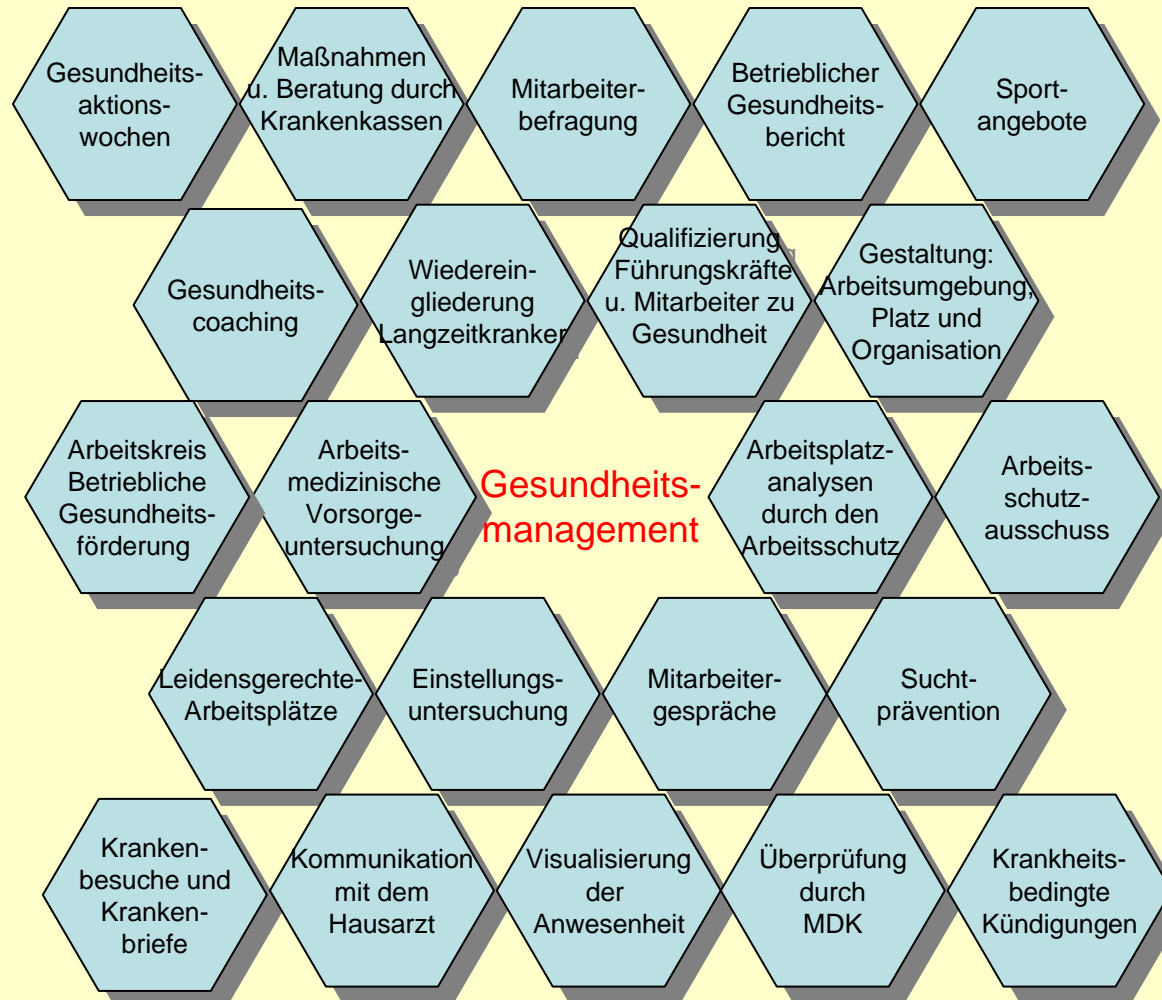 Gesundheits-
aktions-
wochen
Maßnahmen
u. Beratung durch
Krankenkassen
Mitarbeiter-
befragung
Betrieblicher
Gesundheits-
bericht
Sport-
angebote
Gesundheits-
coaching
Wiederein-
gliederung
Langzeitkranker
Qualifizierung
Führungskräfte
u. Mitarbeiter zu
Gesundheit
Gestaltung:
Arbeitsumgebung,
Platz und
Organisation
Arbeitskreis
Betriebliche
Gesundheits-
förderung
Arbeits-
medizinische
Vorsorge-
untersuchung
Gesundheits-
management
Arbeitsplatz-
analysen
durch den
Arbeitsschutz
Arbeits-
schutz-
ausschuss
Leidensgerechte-
Arbeitsplätze
Einstellungs-
untersuchung
Mitarbeiter-
gespräche
Sucht-
prävention
Kranken-
besuche und
Kranken-
briefe
Kommunikation
mit dem
Hausarzt
Visualisierung
der
Anwesenheit
Überprüfung
durch
MDK
Krankheits-
bedingte
Kündigungen